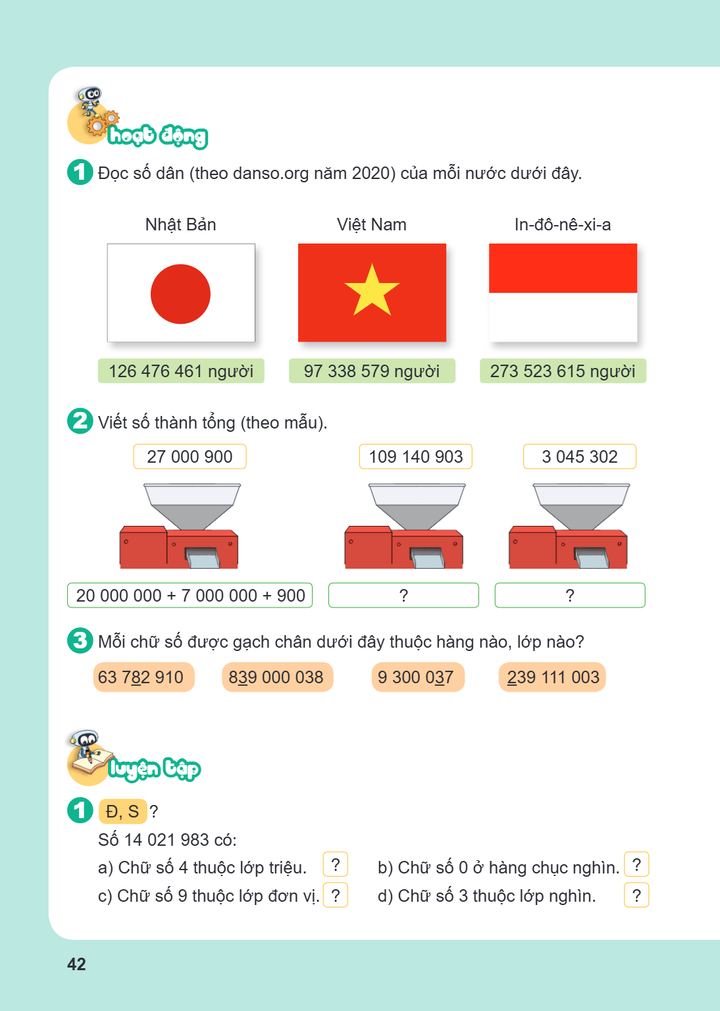 hoạt động
1 Đọc số dân (theo danso.org năm 2020) của mỗi nước dưới đây.
Nhật Bản Việt Nam In-đô-nê-xi-a
126 476 461 người 97 338 579 người 273 523 615 người
2 Viết số thành tổng (theo mẫu).
27 000 900 109 140 903 3 045 302
20 000 000 + 7 000 000 + 900 ? ?
3 Mỗi chữ số được gạch chân dưới đây thuộc hàng nào, lớp nào?
63 782 910 839 000 038 9 300 037 239 111 003
luyện tập
1 Đ, S ?
Số 14 021 983 có:
a) Chữ số 4 thuộc lớp triệu. ? b) Chữ số 0 ở hàng chục nghìn. ?
c) Chữ số 9 thuộc lớp đơn vị. ? d) Chữ số 3 thuộc lớp nghìn. ?
42